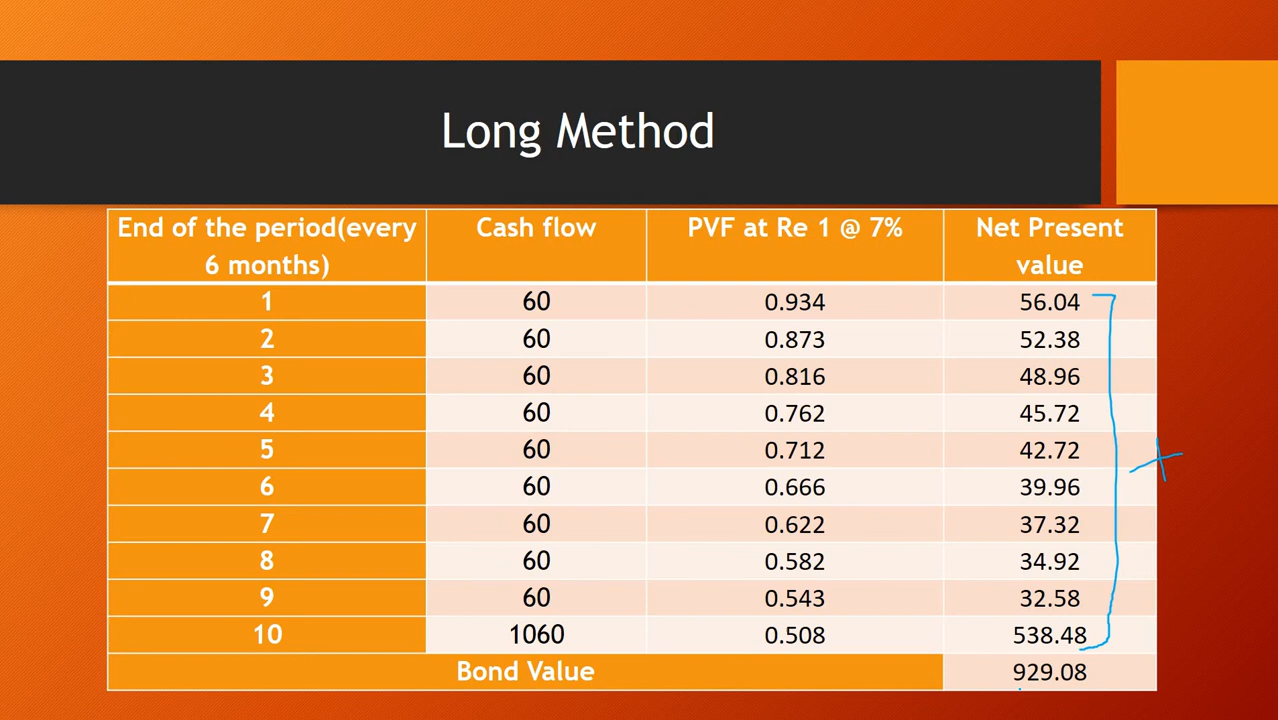 Long Method
End of the period(every 6 months) Cash flow PVF at Re 1 @ 7% Net Present value
1 60 0.934 56.04
2 60 0.873 52.38
3 60 0.816 48.96
4 60 0.762 45.72
5 60 0.712 42.72
6 60 0.666 39.96
7 60 0.622 37.32
8 60 0.582 34.92
9 60 0.543 32.58
10 1060 0.508 538.48
Bond Value 929.08
+